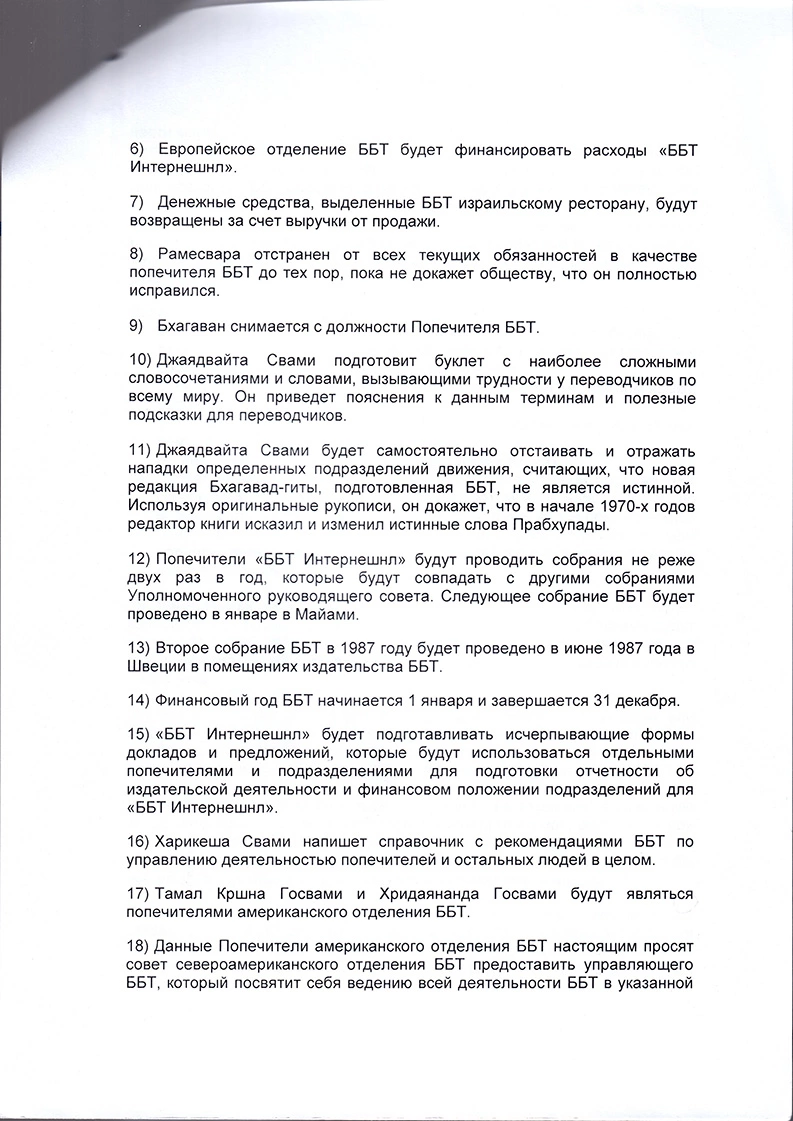 6) Европейское отделение ББТ будет финансировать расходы «ББТ
Интернешнл».
7) Денежные средства, выделенные ББТ израильскому ресторану, будут
возвращены за счет выручки от продажи.
8) Рамесвара отстранен от всех текущих обязанностей в качестве
попечителя ББТ до тех пор, пока не докажет обществу, что он полностью
исправился.
9) Бхагаван снимается с должности Попечителя ББТ.
10) Джаядвайта Свами подготовит буклет с наиболее сложными
словосочетаниями и словами, вызывающими трудности у переводчиков по
всему миру. Он приведет пояснения к данным терминам и полезные
подсказки для переводчиков.
11) Джаядвайта Свами будет самостоятельно отстаивать и отражать
нападки определенных подразделений движения, считающих, что новая
редакция Бхагавад-гиты, подготовленная ББТ, не является истинной.
Используя оригинальные рукописи, он докажет, что в начале 1970-х годов
редактор книги исказил и изменил истинные слова Прабхупады.
12) Попечители «ББТ Интернешнл» будут проводить собрания не реже
двух раз в год, которые будут совпадать с другими собраниями
Уполномоченного руководящего совета. Следующее собрание ББТ будет
проведено в январе в Майами.
13) Второе собрание ББТ в 1987 году будет проведено в июне 1987 года в
Швеции в помещениях издательства ББТ.
14) Финансовый год ББТ начинается 1 января и завершается 31 декабря.
15) «ББТ Интернешнл» будет подготавливать исчерпывающие формы
докладов и предложений, которые будут использоваться отдельными
попечителями и подразделениями для подготовки отчетности об
издательской деятельности и финансовом положении подразделений для
«ББТ Интернешнл».
16) Харикеша Свами напишет справочник с рекомендациями ББТ по
управлению деятельностью попечителей и остальных людей в целом.
17) Тамал Кршна Госвами и Хридаянанда Госвами будут являться
попечителями американского отделения ББТ.
18) Данные Попечители американского отделения ББТ настоящим просят
совет североамериканского отделения ББТ предоставить управляющего
ББТ, который посвятит себя ведению всей деятельности ББТ в указанной